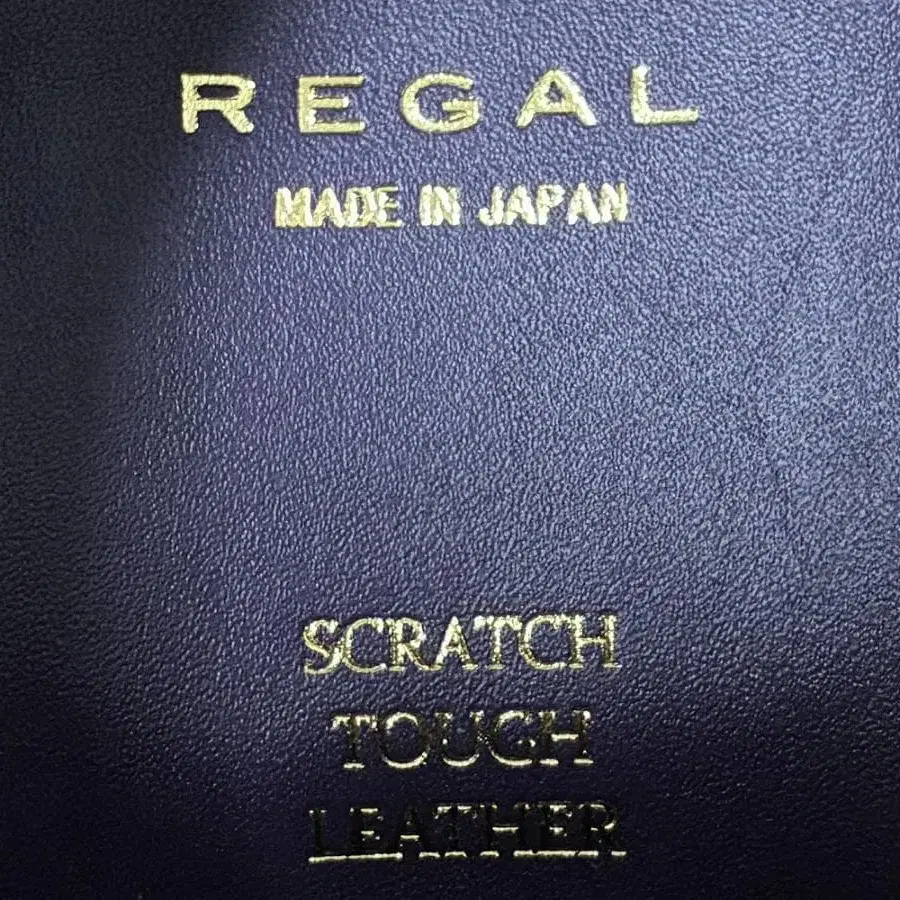 REGAL
MADE IN JAPAN
SCRATCH
TOUGH
LEATHER